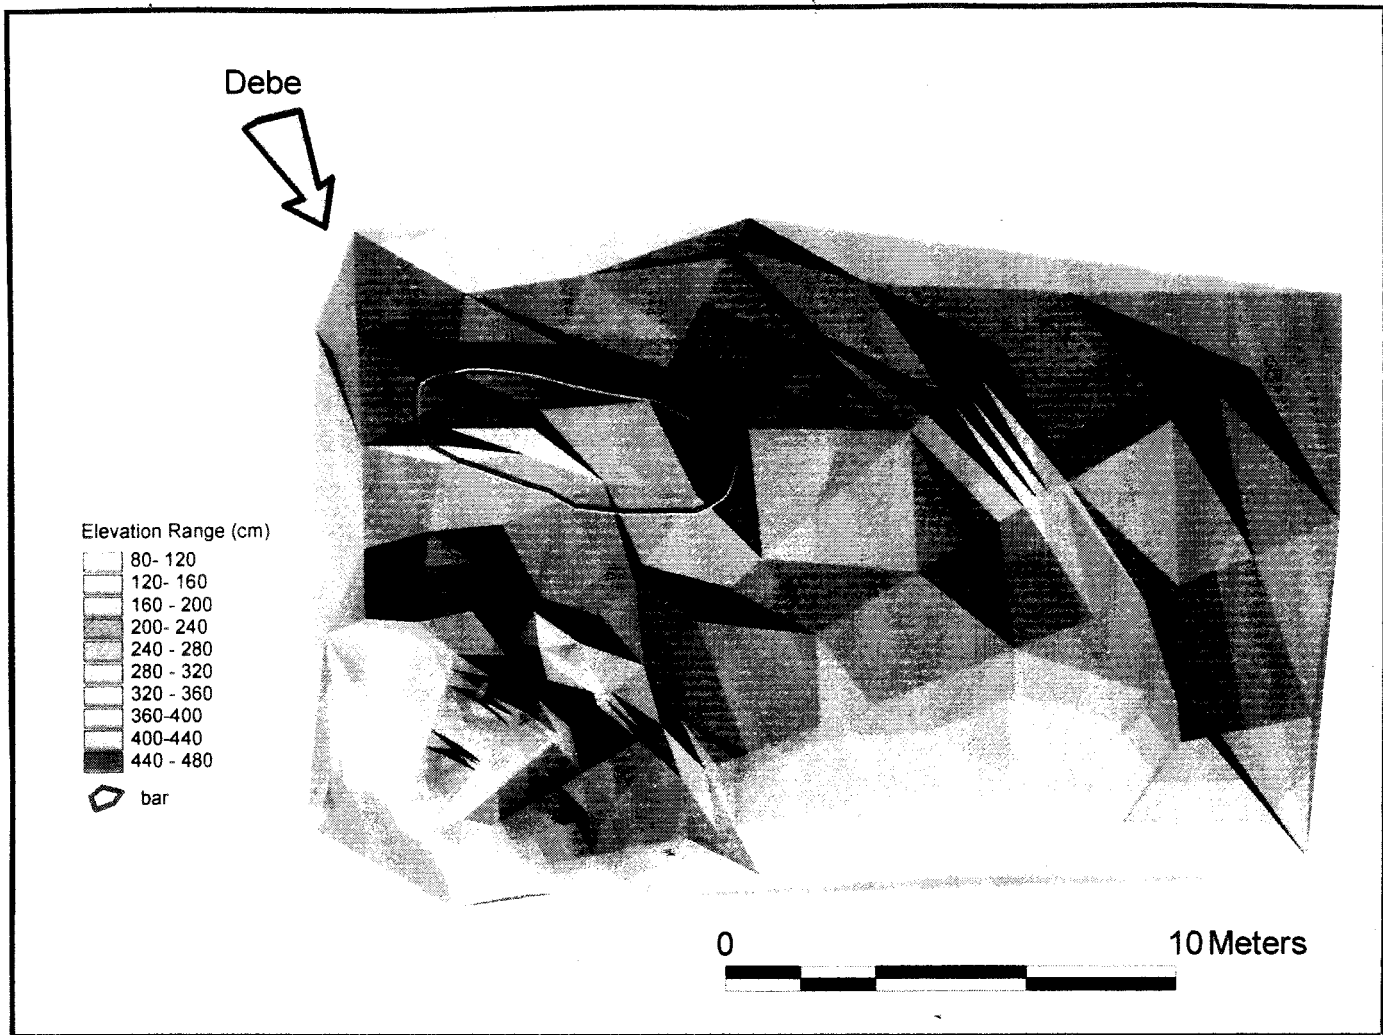 Debe
Elevation Range (cm)
80- 120
120- 160
160 - 200
200 - 240
240 - 280
280 - 320
320 - 360
360-400
400-440
440 - 480
bar
0 10 Meters